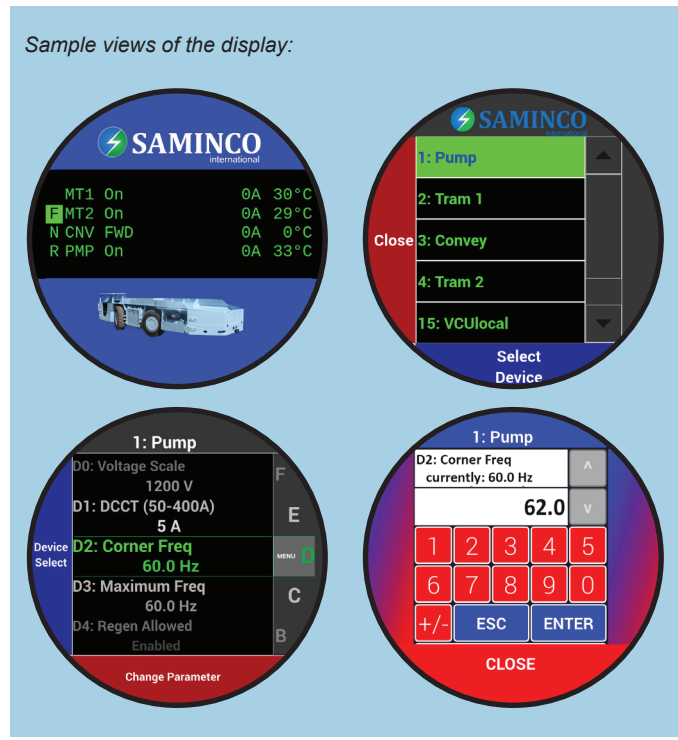 Sample views of the display:
SAMINCO
international
MT1 On 0A 30°C
F MT2 On 0A 29°C
N CNV FWD 0A 0°C
R PMP On 0A 33°C
SAMINCO
international
1: Pump
2: Tram 1
Close 3: Convey
4: Tram 2
15: VCUlocal
Select
Device
1: Pump
D0: Voltage Scale
1200 V
F
D1: DCCT (50-400A)
5 A
E
Device
Select
D2: Corner Freq
60.0 Hz
MENU D
D3: Maximum Freq
60.0 Hz
C
D4: Regen Allowed
Enabled
B
Change Parameter
1: Pump
D2: Corner Freq
currently: 60.0 Hz
^
62.0 v
1 2 3 4 5
6 7 8 9 0
+/- ESC ENTER
CLOSE